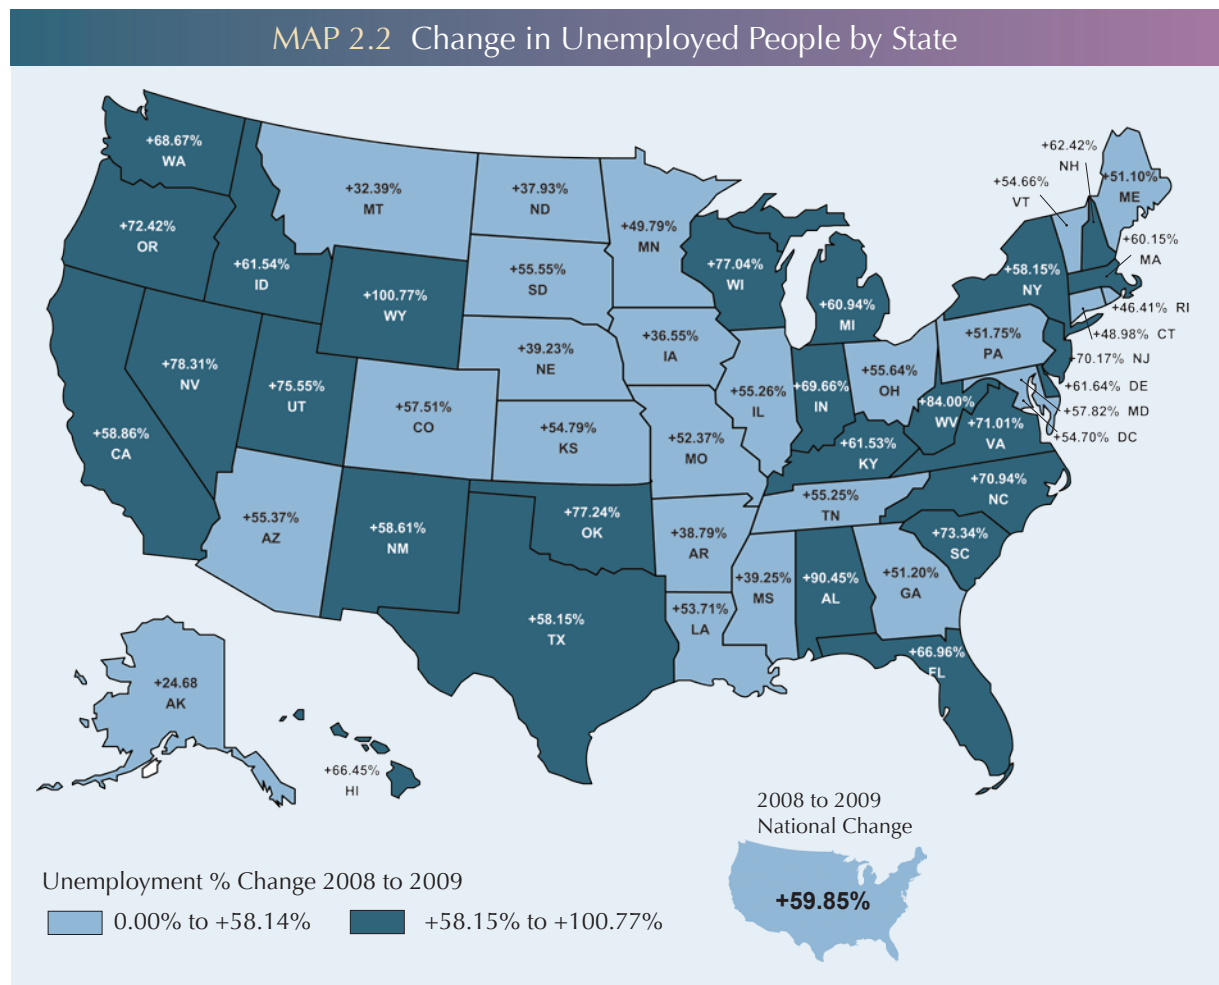 MAP 2.2 Change in Unemployed People by State
+68.67%
WA
+72.42%
OR
+61.54%
ID
+32.39%
MT
+100.77%
WY
+37.93%
ND
+55.55%
SD
+49.79%
MN
+77.04%
WI
+60.94%
MI
+58.15%
NY
+54.66%
VT
+62.42%
NH
+51.10%
ME
+60.15%
MA
+46.41% RI
+48.98% CT
+70.17% NJ
+61.64% DE
+57.82% MD
+54.70% DC
+51.75%
PA
+58.86%
CA
+78.31%
NV
+75.55%
UT
+57.51%
CO
+39.23%
NE
+36.55%
IA
+54.79%
KS
+52.37%
MO
+55.26%
IL
+69.66%
IN
+55.64%
OH
+84.00%
WV
+71.01%
VA
+61.53%
KY
+70.94%
NC
+55.25%
TN
+73.34%
SC
+55.37%
AZ
+58.61%
NM
+77.24%
OK
+38.79%
AR
+39.25%
MS
+90.45%
AL
+51.20%
GA
+53.71%
LA
+58.15%
TX
+66.96%
FL
+24.68
AK
+66.45%
HI
2008 to 2009
National Change
+59.85%
Unemployment % Change 2008 to 2009
0.00% to +58.14%
+58.15% to +100.77%